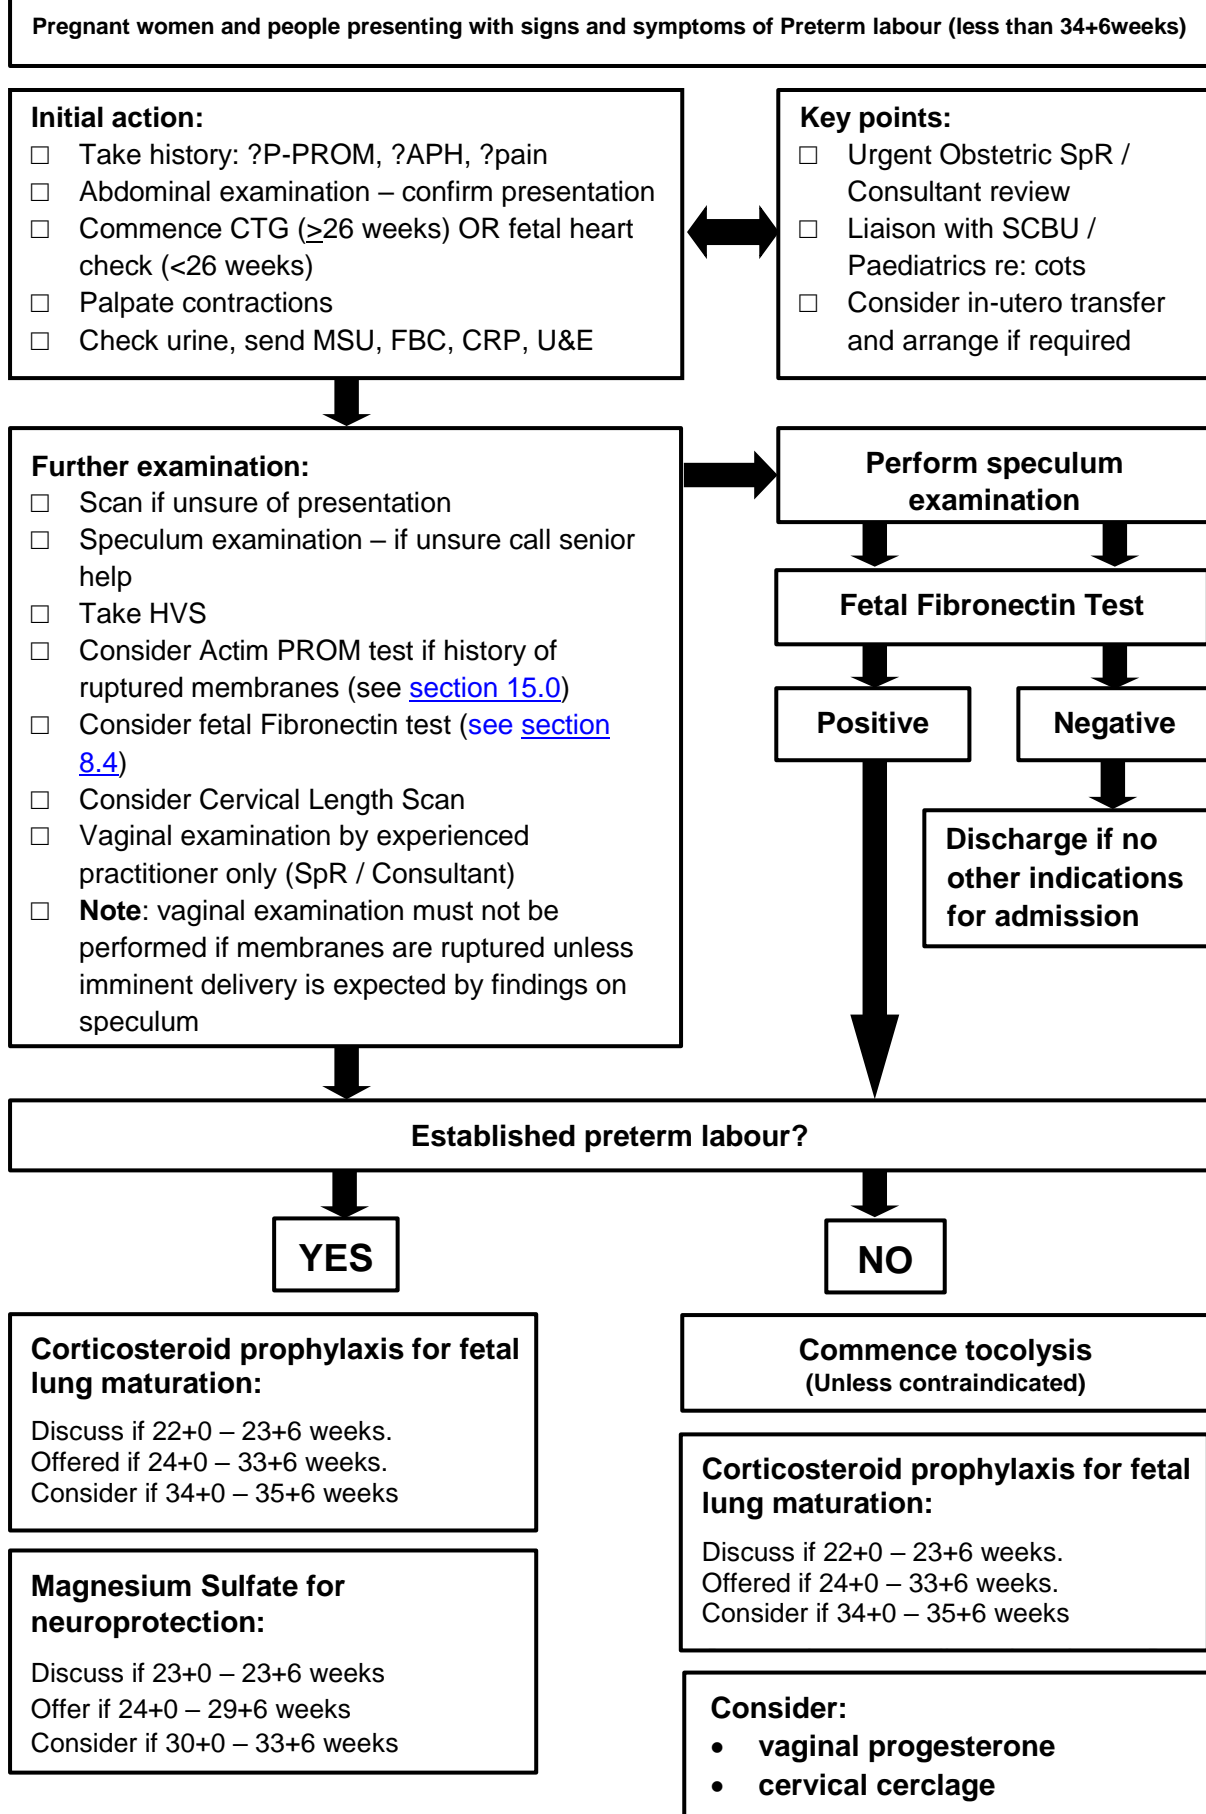 Pregnant women and people presenting with signs and symptoms of Preterm labour (less than 34+6weeks)
Initial action:
□ Take history: ?P-PROM, ?APH, ?pain
□ Abdominal examination – confirm presentation
□ Commence CTG (≥26 weeks) OR fetal heart
check (<26 weeks)
□ Palpate contractions
□ Check urine, send MSU, FBC, CRP, U&E
Key points:
□ Urgent Obstetric SpR /
Consultant review
□ Liaison with SCBU /
Paediatrics re: cots
□ Consider in-utero transfer
and arrange if required
Further examination:
□ Scan if unsure of presentation
□ Speculum examination – if unsure call senior
help
□ Take HVS
□ Consider Actim PROM test if history of
ruptured membranes (see section 15.0)
□ Consider fetal Fibronectin test (see section
8.4)
□ Consider Cervical Length Scan
□ Vaginal examination by experienced
practitioner only (SpR / Consultant)
□ Note: vaginal examination must not be
performed if membranes are ruptured unless
imminent delivery is expected by findings on
speculum
Perform speculum
examination
Fetal Fibronectin Test
Positive
Negative
Discharge if no
other indications
for admission
Established preterm labour?
YES
NO
Corticosteroid prophylaxis for fetal
lung maturation:
Discuss if 22+0 – 23+6 weeks.
Offered if 24+0 – 33+6 weeks.
Consider if 34+0 – 35+6 weeks
Magnesium Sulfate for
neuroprotection:
Discuss if 23+0 – 23+6 weeks
Offer if 24+0 – 29+6 weeks
Consider if 30+0 – 33+6 weeks
Commence tocolysis
(Unless contraindicated)
Corticosteroid prophylaxis for fetal
lung maturation:
Discuss if 22+0 – 23+6 weeks.
Offered if 24+0 – 33+6 weeks.
Consider if 34+0 – 35+6 weeks
Consider:
• vaginal progesterone
• cervical cerclage